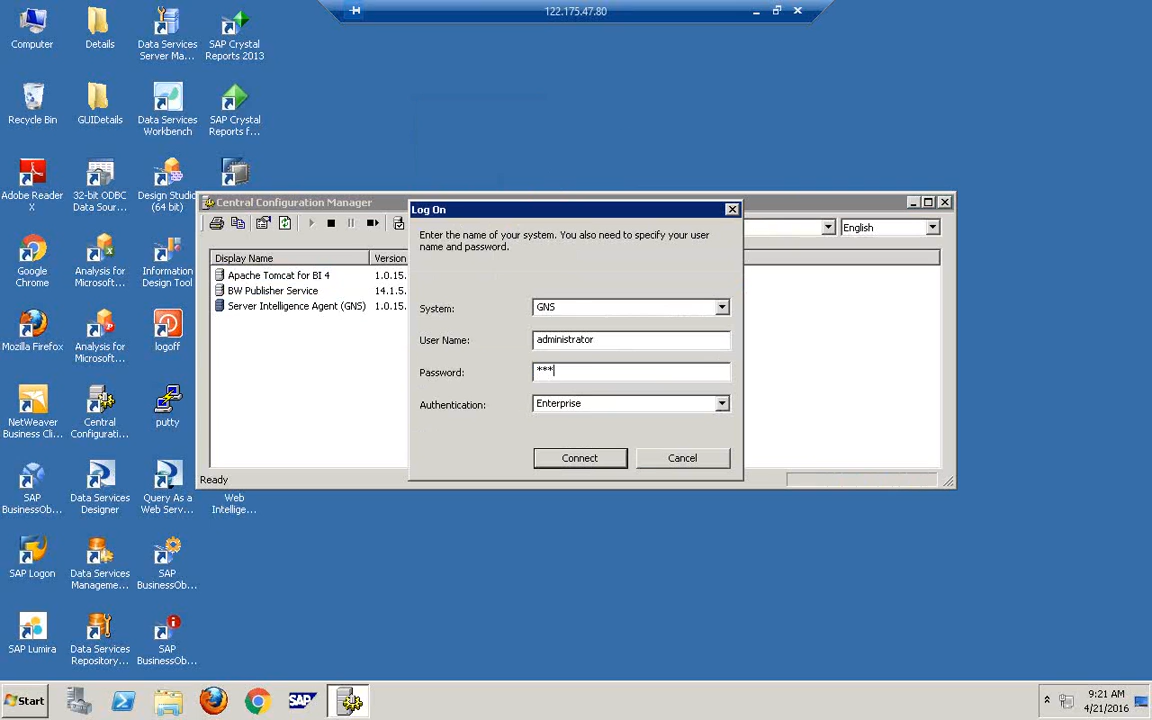 122.175.47.80
Computer
Details
Data Services
Server Ma...
SAP Crystal
Reports 2013
Recycle Bin
GUIDetails
Data Services
Workbench
SAP Crystal
Reports f...
Adobe Reader
X
32-bit ODBC
Data Sour...
Design Studio
(64 bit)
Google
Chrome
Analysis for
Microsoft...
Information
Design Tool
Mozilla Firefox
Analysis for
Microsoft...
logoff
NetWeaver
Business Cli...
Central
Configurati...
putty
SAP
BusinessOb...
Data Services
Designer
Query As a
Web Serv...
Web
Intellige...
SAP Logon
Data Services
Manageme...
SAP
BusinessOb...
SAP Lumira
Data Services
Repository...
SAP
BusinessOb...
Central Configuration Manager
English
Display Name
Version
Apache Tomcat for BI 4
1.0.15.
BW Publisher Service
14.1.5.
Server Intelligence Agent (GNS)
1.0.15.
Ready
Log On
Enter the name of your system. You also need to specify your user
name and password.
System:
GNS
User Name:
administrator
Password:
***
Authentication:
Enterprise
Connect
Cancel
Start
SAP
9:21 AM
4/21/2016